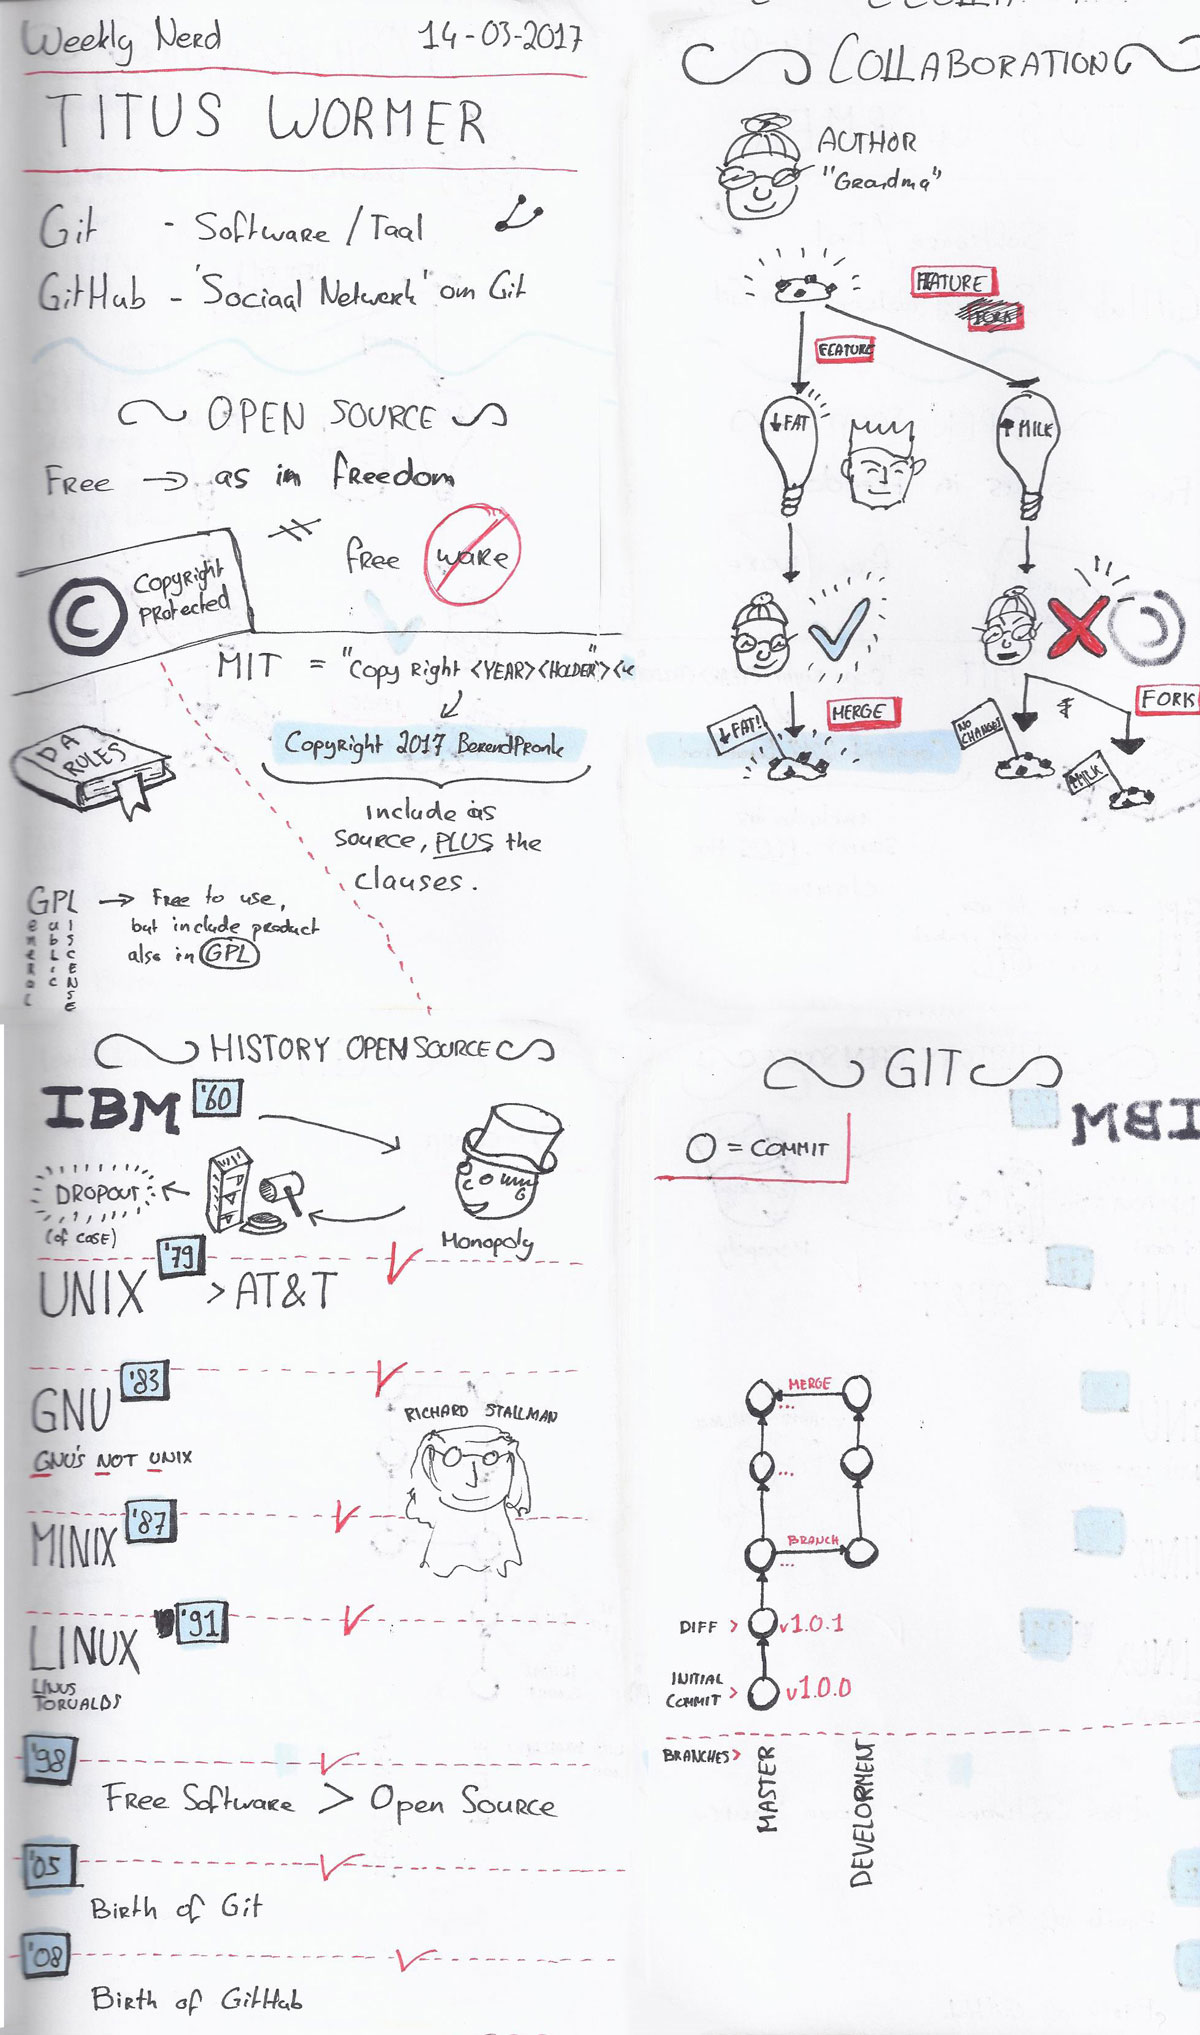 Weekly Nerd 14-03-2017
TITUS WORMER
Git - Software / Taal
GitHub - 'Sociaal Netwerk' om Git
OPEN SOURCE
Free → as in freedom
free ware
C Copyright
protected
MIT = "Copy Right <YEAR> <HOLDER">
Copyright 2017 BerendPronk
DA
RULES
include as
source, PLUS the
clauses.
GPL → Free to use,
but include product
also in GPL
eneral
ublic
iscense
COLLABORATION
AUTHOR
"Grandma"
FEATURE
FORK
FEATURE
↓ FAT
↑ MILK
MERGE
FORK
↓ FAT!
NO
CHANGE!
↑MILK
HISTORY OPEN SOURCE
IBM '60
DROPOUT
(of case)
Monopoly
'79
UNIX > AT&T
'83
GNU
GNU'S NOT UNIX
RICHARD STALLMAN
'87
MINIX
'91
LINUX
LINUS
TORVALDS
'98
Free Software > Open Source
'05
Birth of Git
'08
Birth of GitHub
GIT
O = COMMIT
MERGE
...
...
BRANCH
...
DIFF > v1.0.1
INITIAL
COMMIT > v1.0.0
BRANCHES >
MASTER
DEVELOPMENT